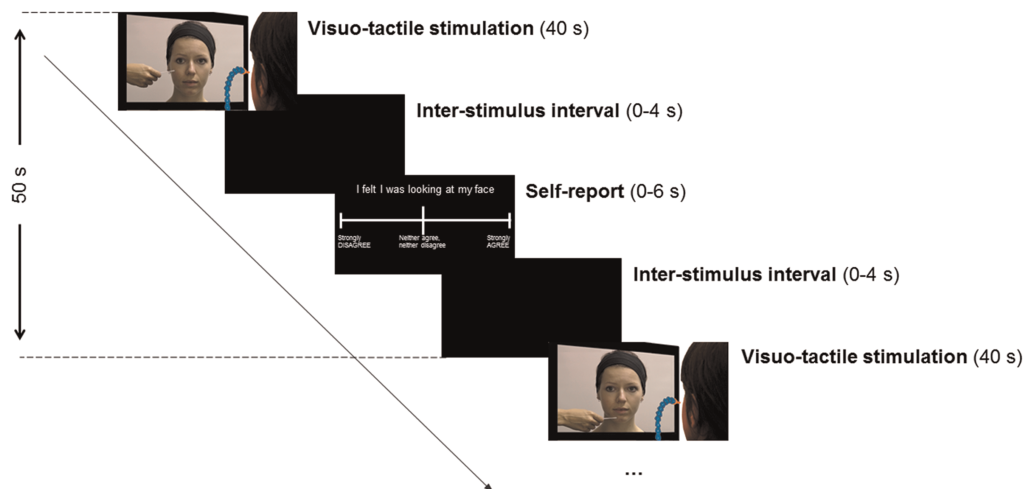 Visuo-tactile stimulation (40 s)
Inter-stimulus interval (0-4 s)
50 s
I felt I was looking at my face
Self-report (0-6 s)
Strongly
DISAGREE
Neither agree,
neither disagree
Strongly
AGREE
Inter-stimulus interval (0-4 s)
Visuo-tactile stimulation (40 s)
...